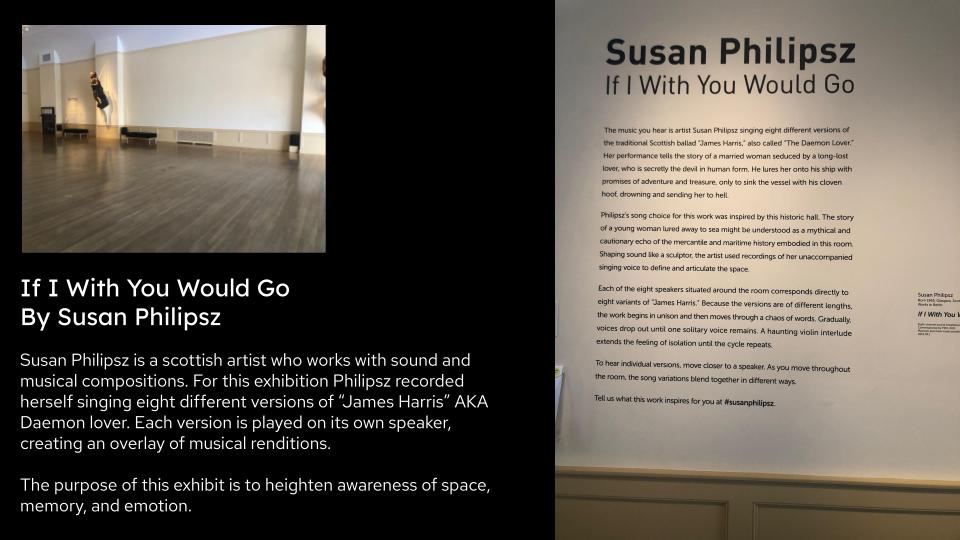 If I With You Would Go
By Susan Philipsz
Susan Philipsz is a scottish artist who works with sound and
musical compositions. For this exhibition Philipsz recorded
herself singing eight different versions of “James Harris” AKA
Daemon lover. Each version is played on its own speaker,
creating an overlay of musical renditions.
The purpose of this exhibit is to heighten awareness of space,
memory, and emotion.
Susan Philipsz
If I With You Would Go
The music you hear is artist Susan Philipsz singing eight different versions of
the traditional Scottish ballad "James Harris," also called "The Daemon Lover."
Her performance tells the story of a married woman seduced by a long-lost
lover, who is secretly the devil in human form. He lures her onto his ship with
promises of adventure and treasure, only to sink the vessel with his cloven
hoof, drowning and sending her to hell.
Philipsz's song choice for this work was inspired by this historic hall. The story
of a young woman lured away to sea might be understood as a mythical and
cautionary echo of the mercantile and maritime history embodied in this room.
Shaping sound like a sculptor, the artist used recordings of her unaccompanied
singing voice to define and articulate the space.
Each of the eight speakers situated around the room corresponds directly to
eight variants of "James Harris." Because the versions are of different lengths,
the work begins in unison and then moves through a chaos of words. Gradually,
voices drop out until one solitary voice remains. A haunting violin interlude
extends the feeling of isolation until the cycle repeats.
To hear individual versions, move closer to a speaker. As you move throughout
the room, the song variations blend together in different ways.
Tell us what this work inspires for you at #susanphilipsz.
Susan Philipsz
If I With You W